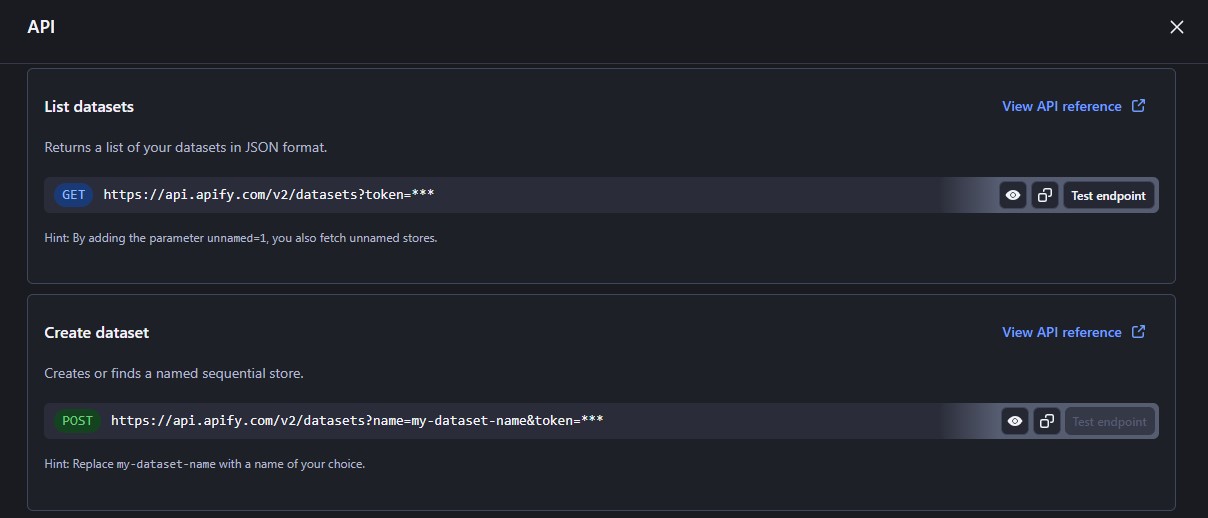 API
List datasets
View API reference
Returns a list of your datasets in JSON format.
GET https://api.apify.com/v2/datasets?token=***
Test endpoint
Hint: By adding the parameter unnamed=1, you also fetch unnamed stores.
Create dataset
View API reference
Creates or finds a named sequential store.
POST https://api.apify.com/v2/datasets?name=my-dataset-name&token=***
Test endpoint
Hint: Replace my-dataset-name with a name of your choice.